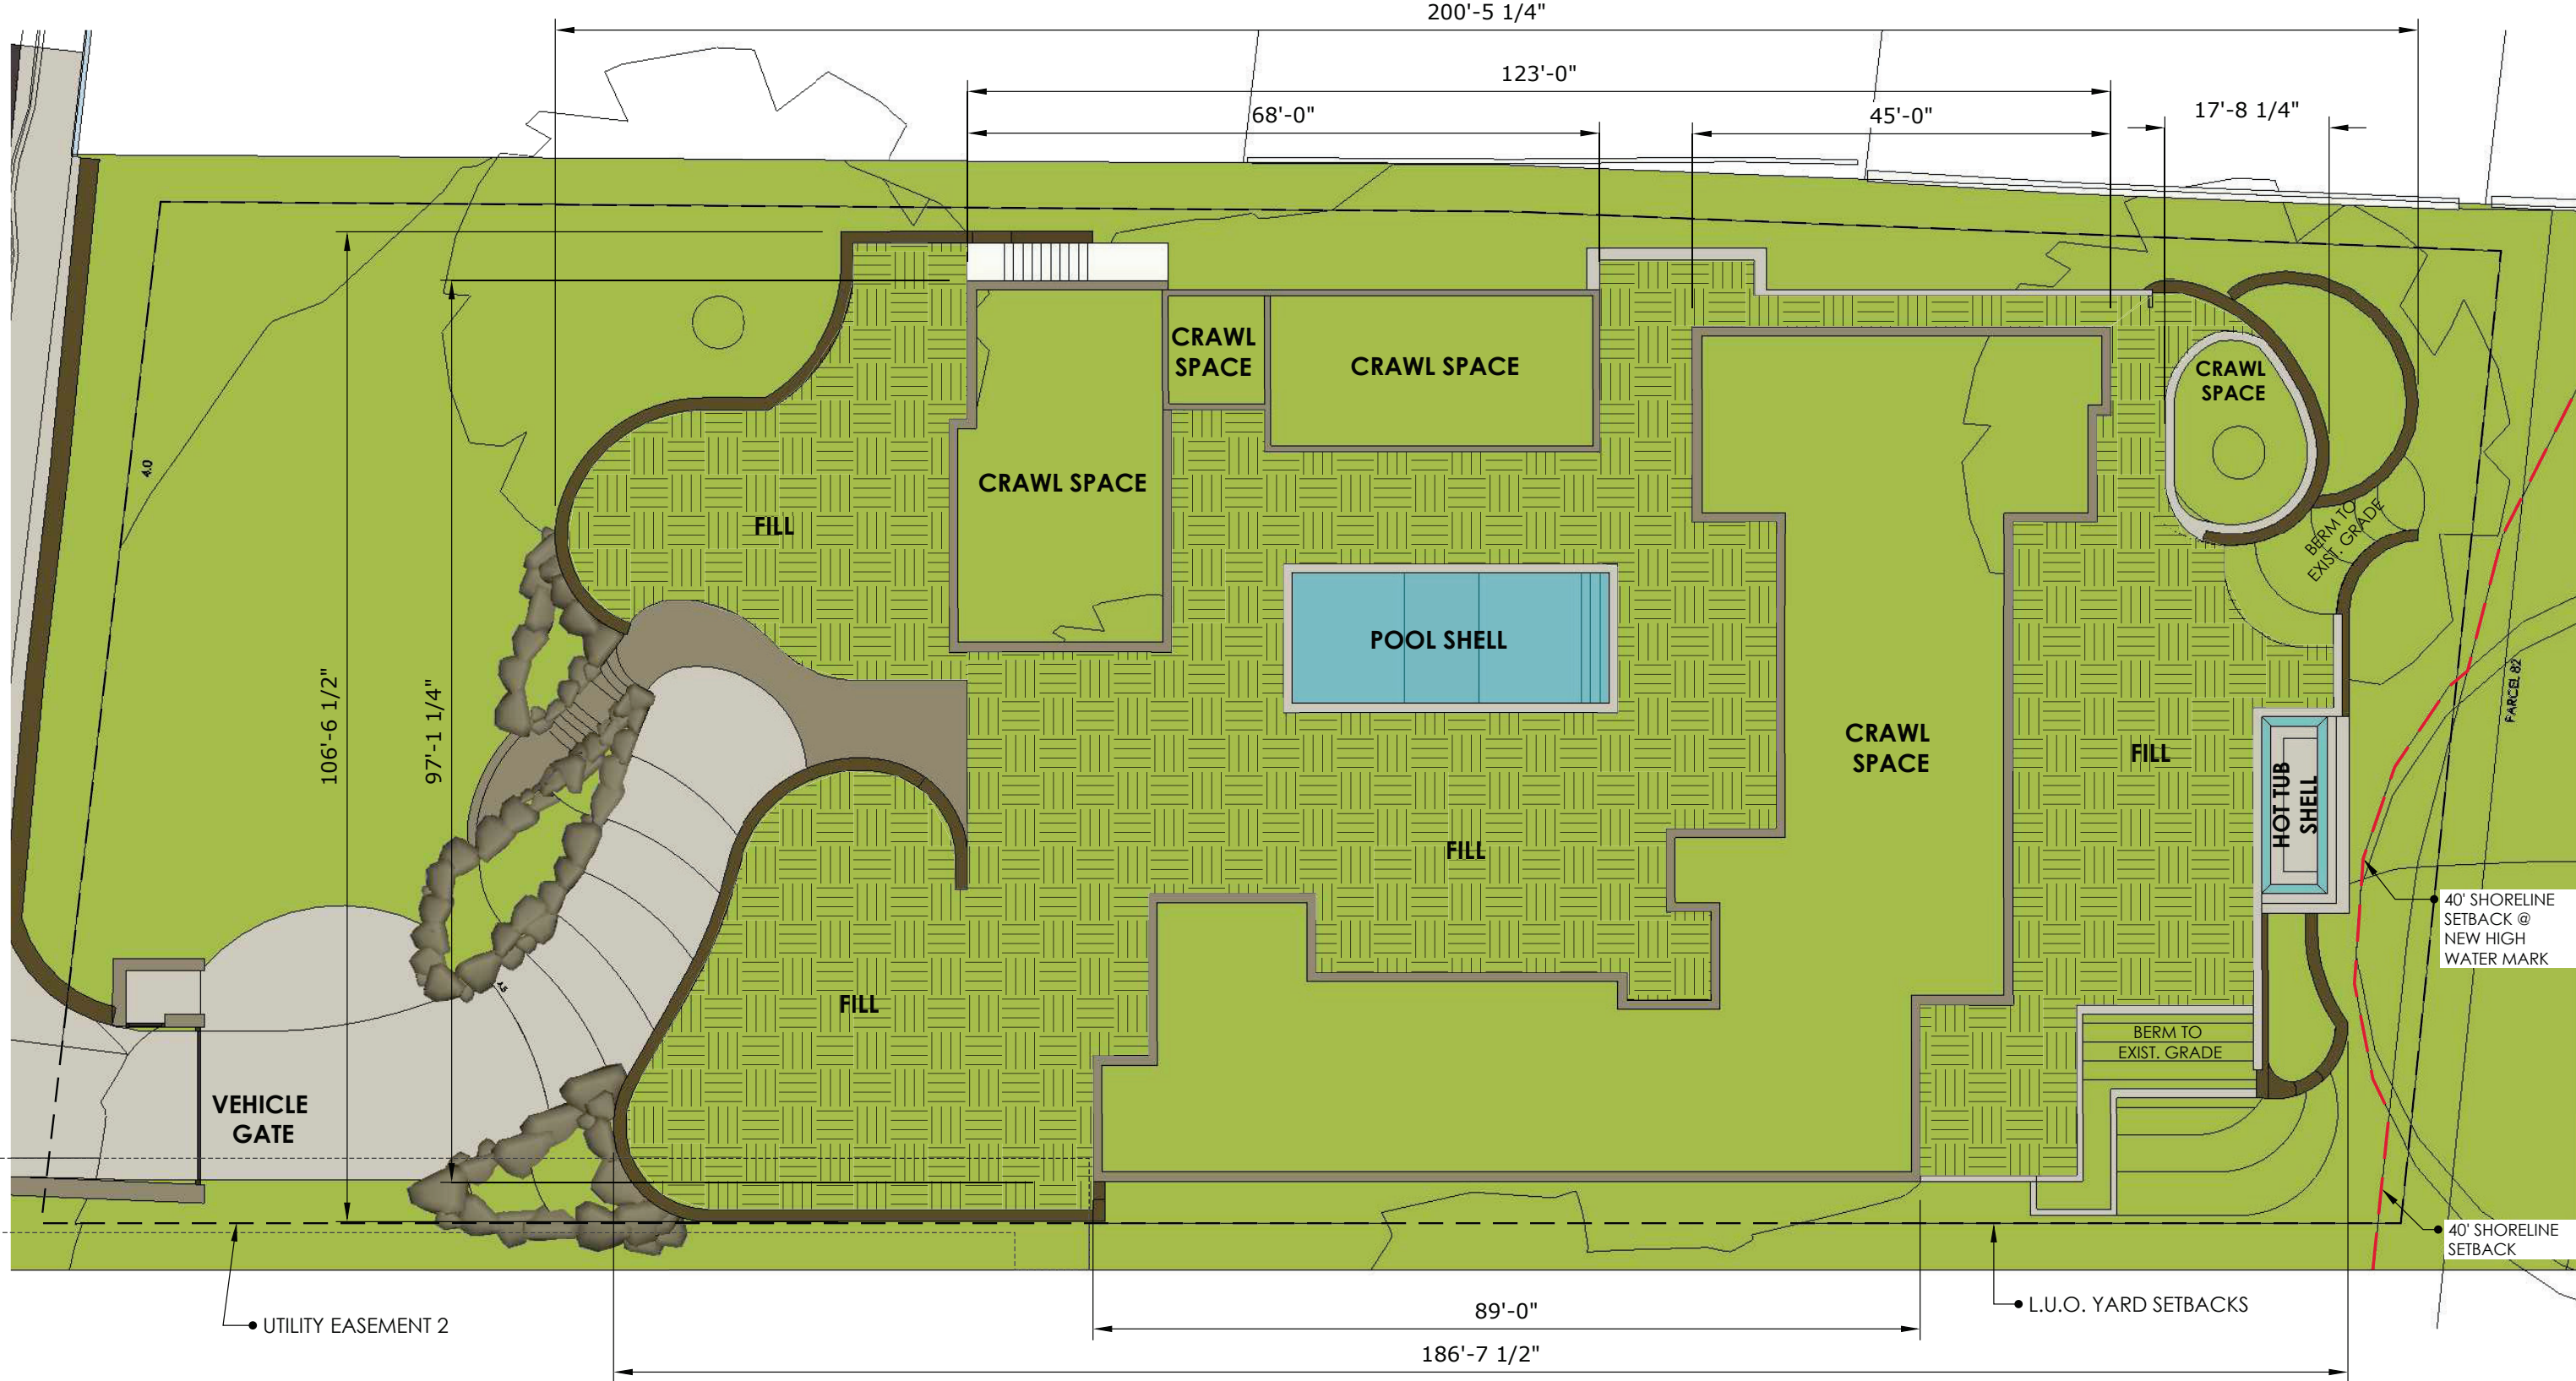 200'-5 1/4"
123'-0"
68'-0"
45'-0"
17'-8 1/4"
CRAWL
SPACE
CRAWL SPACE
CRAWL
SPACE
4.0
CRAWL SPACE
FILL
BERM TO
EXIST. GRADE
POOL SHELL
PARCEL 82
106'-6 1/2"
97'-1 1/4"
CRAWL
SPACE
FILL
HOT TUB
SHELL
FILL
40' SHORELINE
SETBACK @
NEW HIGH
WATER MARK
FILL
BERM TO
EXIST. GRADE
VEHICLE
GATE
40' SHORELINE
SETBACK
UTILITY EASEMENT 2
89'-0"
L.U.O. YARD SETBACKS
186'-7 1/2"